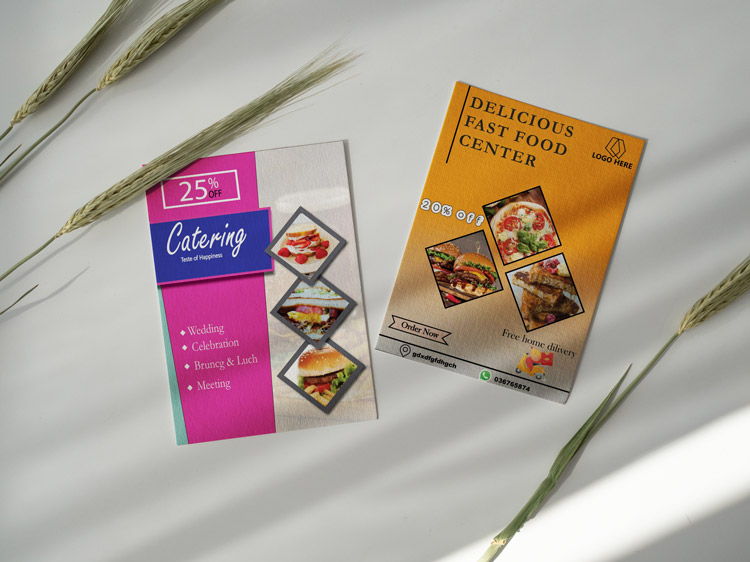 25%
OFF
Catering
Teste of Happiness
Wedding
Celebration
Bruncg & Luch
Meeting
DELICIOUS
FAST FOOD
CENTER
LOGO HERE
20% off
Order Now
Free home dilivery
gdxdfgfdhgch
036765874